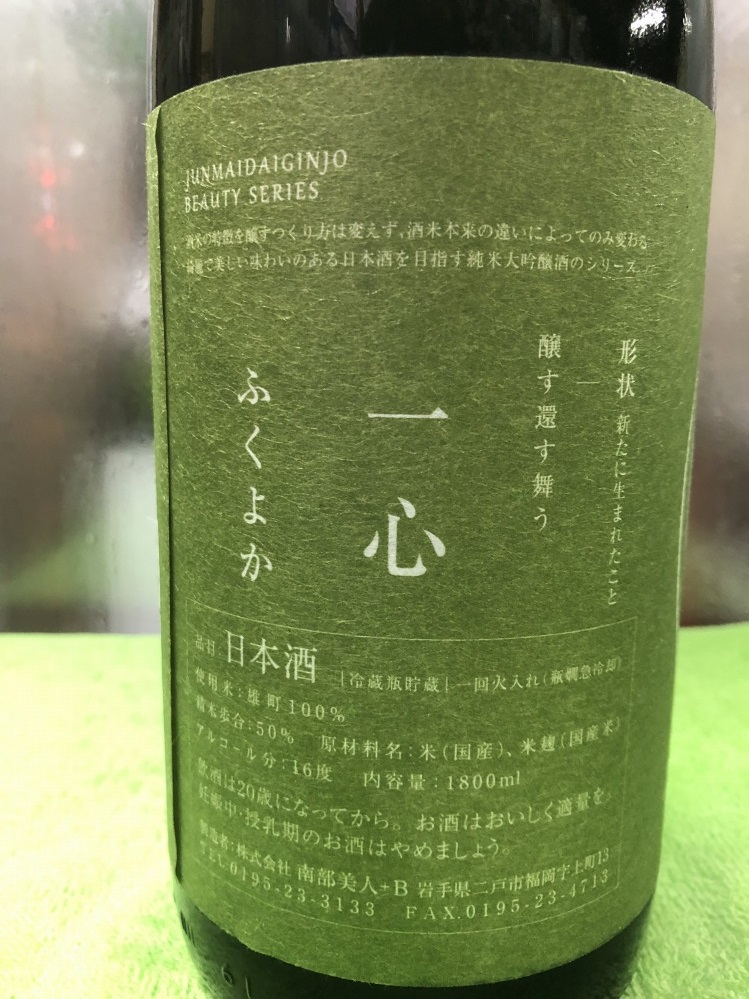 JUNMAIDAIGINJO
BEAUTY SERIES
酒米の特徴を醸すつくり方は変えず、酒米本来の違いによってのみ変わる
綺麗で美しい味わいのある日本酒を目指す純米大吟醸酒のシリーズ
形状 新たに生まれたこと
醸す還す舞う
一心
ふくよか
品目:日本酒 |冷蔵瓶貯蔵|一回火入れ(瓶燗急冷却)
使用米:雄町100%
精米歩合:50% 原材料名:米(国産)、米麹(国産米)
アルコール分:16度 内容量:1800ml
飲酒は20歳になってから。お酒はおいしく適量を。
妊娠中・授乳期のお酒はやめましょう。
製造者:株式会社 南部美人+B 岩手県二戸市福岡字上町13
TEL.0195-23-3133 FAX.0195-23-4713